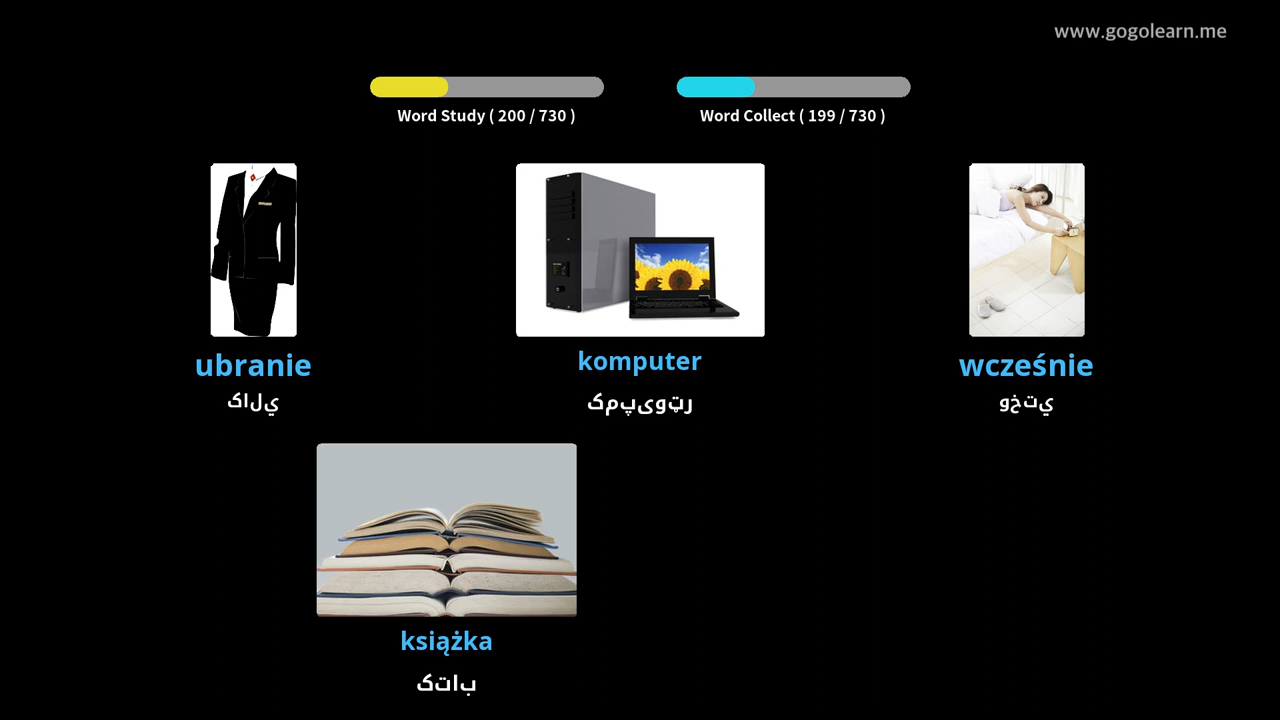 www.gogolearn.me
Word Study ( 200 / 730 )
Word Collect ( 199 / 730 )
ubranie
کالي
komputer
کمپیوټر
wcześnie
وختي
książka
کتاب